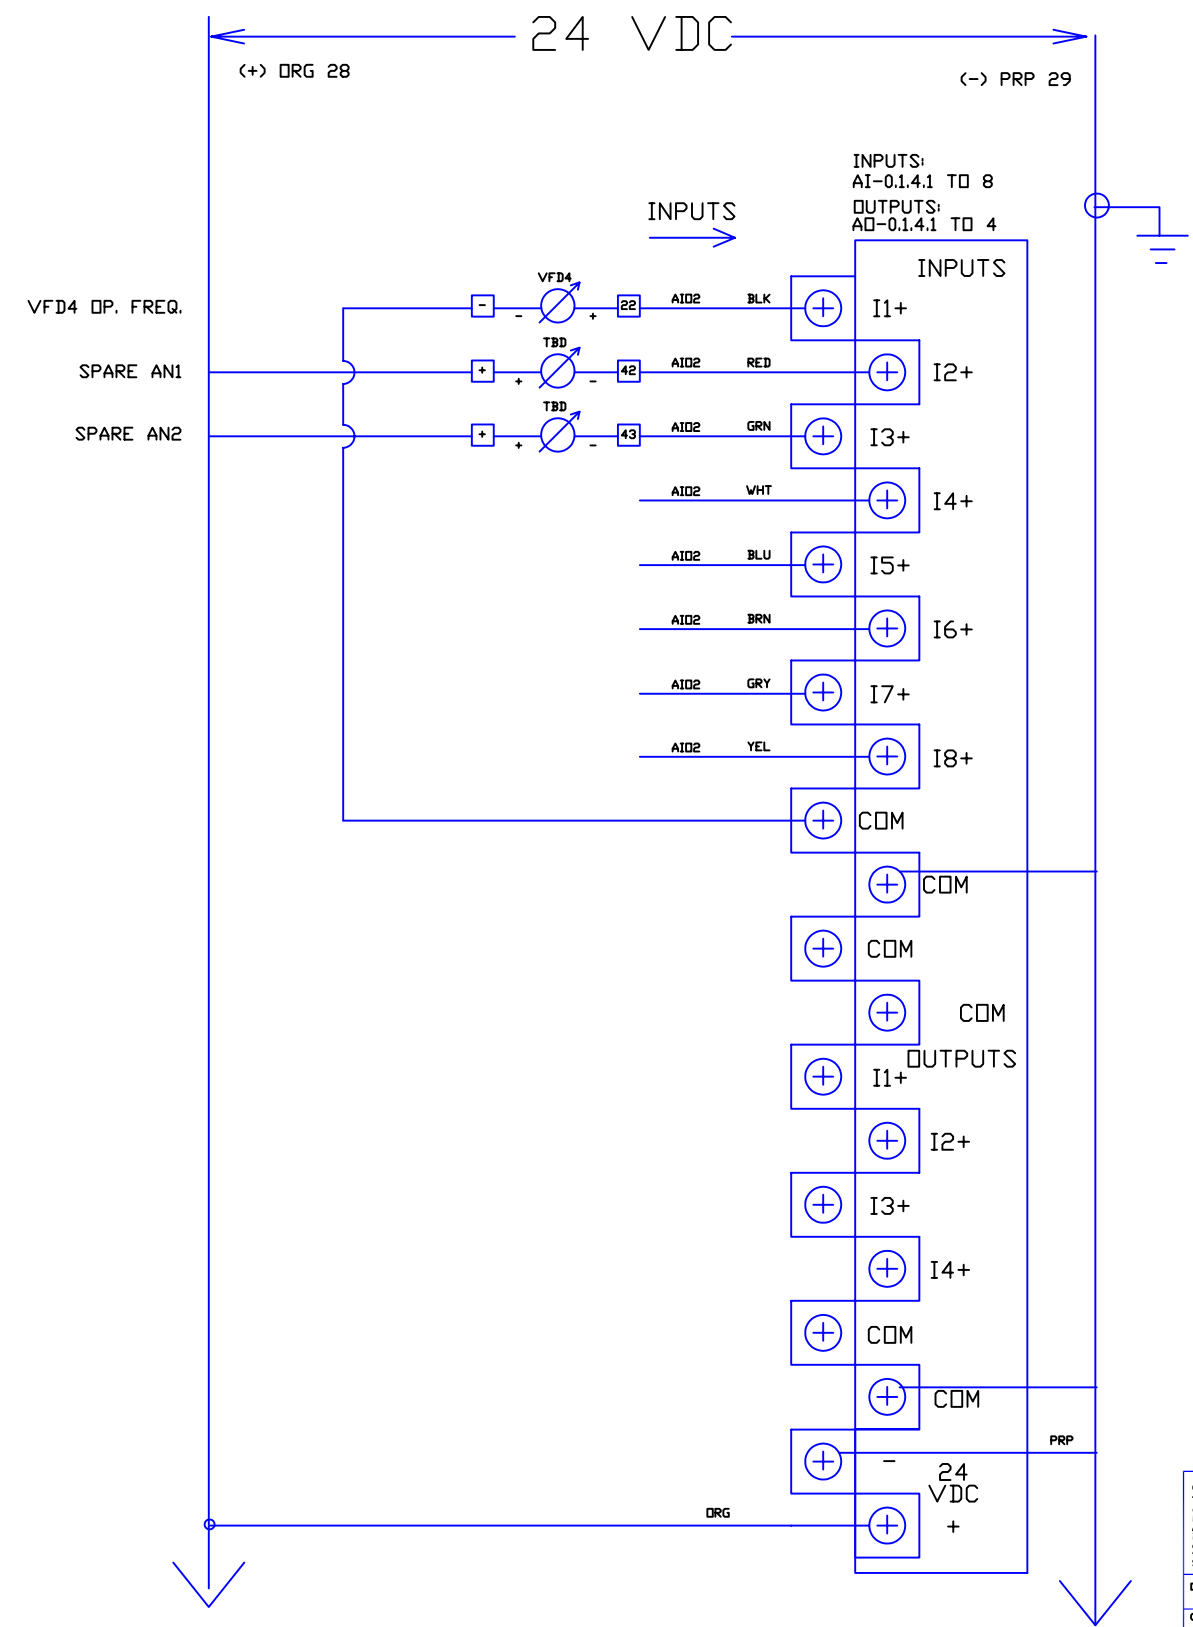 24 VDC
(+) ORG 28
(-) PRP 29
INPUTS:
AI-0.1.4.1 TO 8
OUTPUTS:
AO-0.1.4.1 TO 4
INPUTS
INPUTS
VFD4 OP. FREQ.
- - VFD4 + 22 AIO2 BLK I1+
SPARE AN1
+ + TBD - 42 AIO2 RED I2+
SPARE AN2
+ + TBD - 43 AIO2 GRN I3+
AIO2 WHT I4+
AIO2 BLU I5+
AIO2 BRN I6+
AIO2 GRY I7+
AIO2 YEL I8+
COM
COM
COM
COM
OUTPUTS
I1+
I2+
I3+
I4+
COM
COM
PRP
- 24
VDC
ORG +